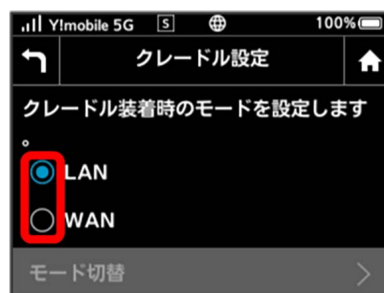 Y!mobile 5G S 100%
クレードル設定
クレードル装着時のモードを設定します
。
LAN
WAN
モード切替